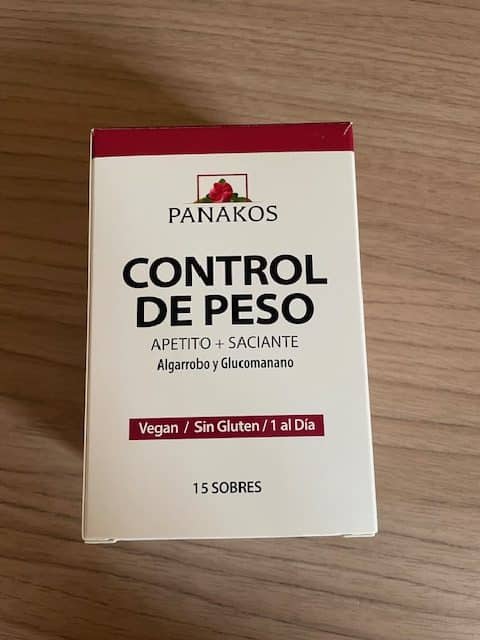 PANAKOS
CONTROL
DE PESO
APETITO + SACIANTE
Algarrobo y Glucomanano
Vegan / Sin Gluten / 1 al Día
15 SOBRES